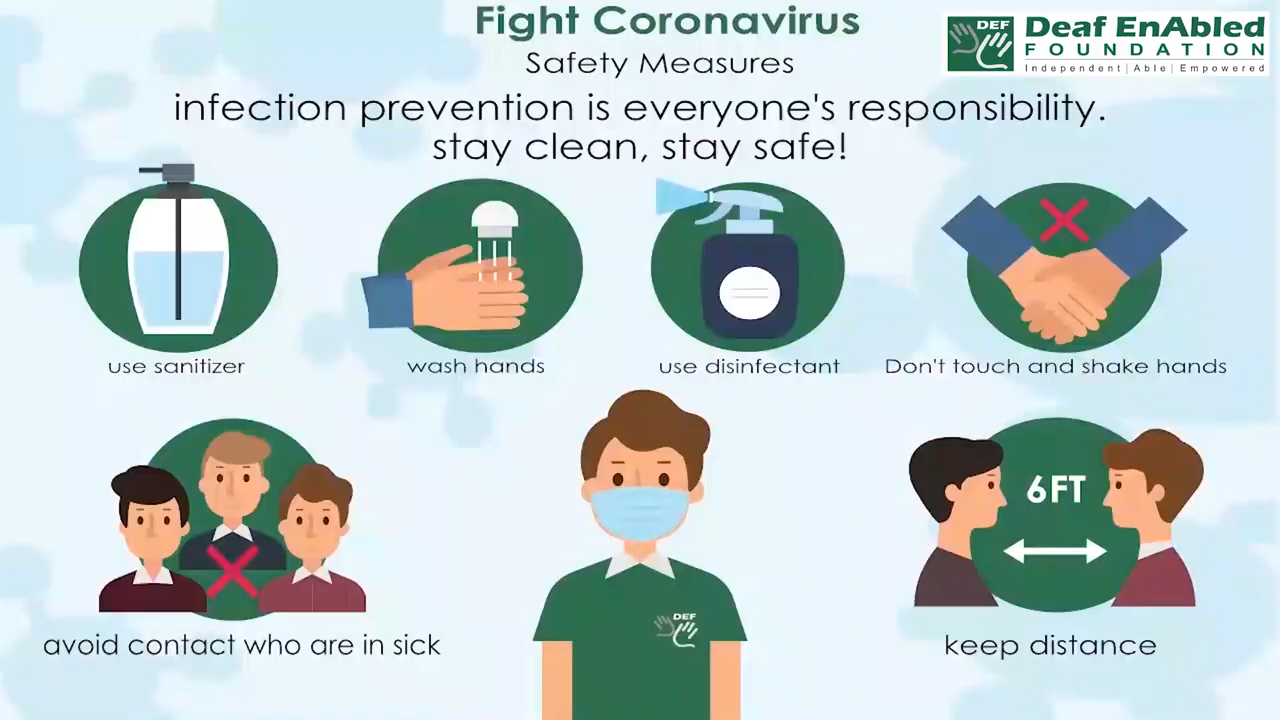 Fight Coronavirus
Safety Measures
DEF
Deaf EnAbled
FOUNDATION
Independent | Able | Empowered
infection prevention is everyone's responsibility.
stay clean, stay safe!
use sanitizer
wash hands
use disinfectant
Don't touch and shake hands
6FT
DEF
avoid contact who are in sick
keep distance